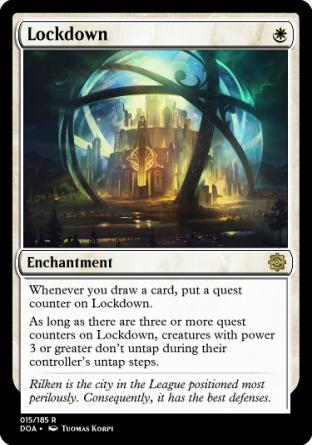 Lockdown
Enchantment
Whenever you draw a card, put a quest
counter on Lockdown.
As long as there are three or more quest
counters on Lockdown, creatures with power
3 or greater don't untap during their
controller's untap steps.
Rilken is the city in the League positioned most
perilously. Consequently, it has the best defenses.
015/185 R
DOA • Tuomas Korpi